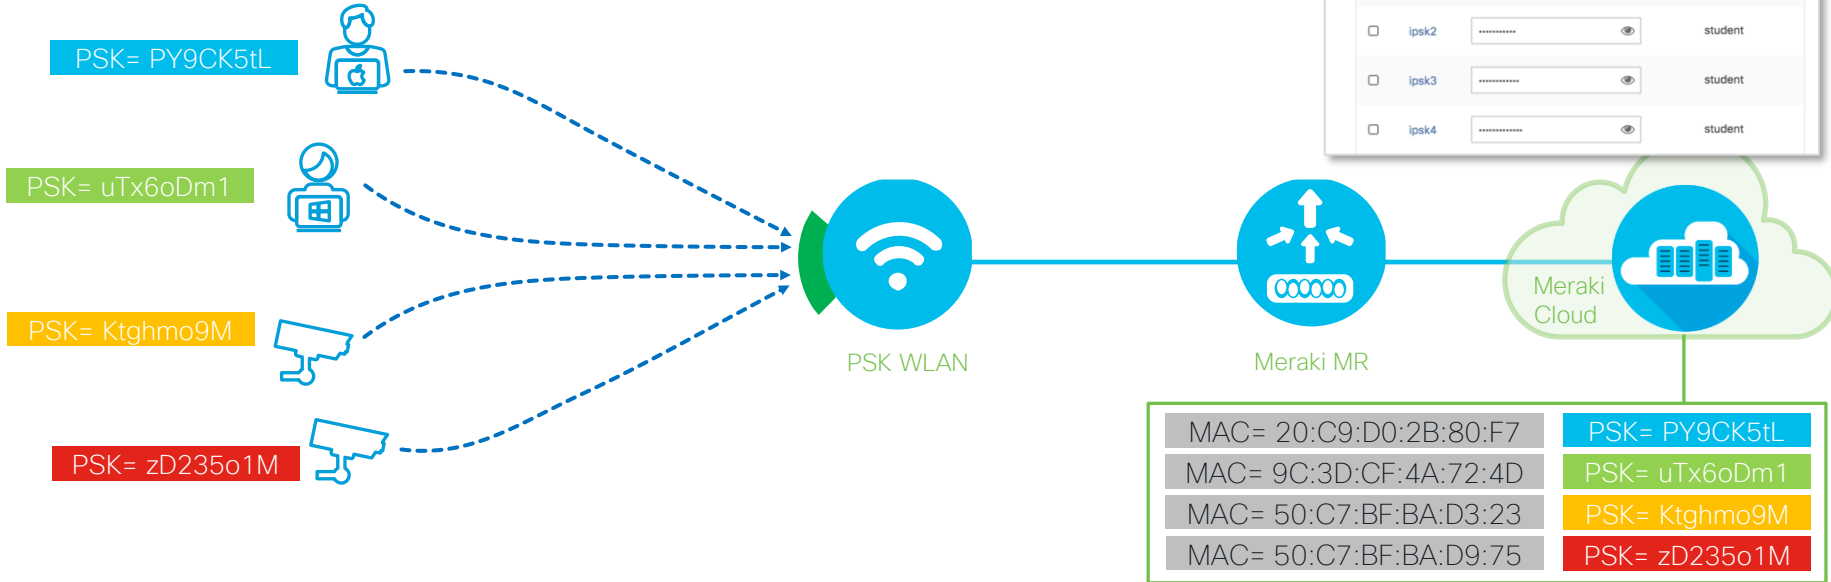 ipsk2 ··········· student
ipsk3 ············ student
ipsk4 ············· student
PSK= PY9CK5tL
PSK= uTx6oDm1
PSK= Ktghmo9M
PSK= zD235o1M
PSK WLAN
Meraki MR
Meraki
Cloud
MAC= 20:C9:D0:2B:80:F7 PSK= PY9CK5tL
MAC= 9C:3D:CF:4A:72:4D PSK= uTx6oDm1
MAC= 50:C7:BF:BA:D3:23 PSK= Ktghmo9M
MAC= 50:C7:BF:BA:D9:75 PSK= zD235o1M